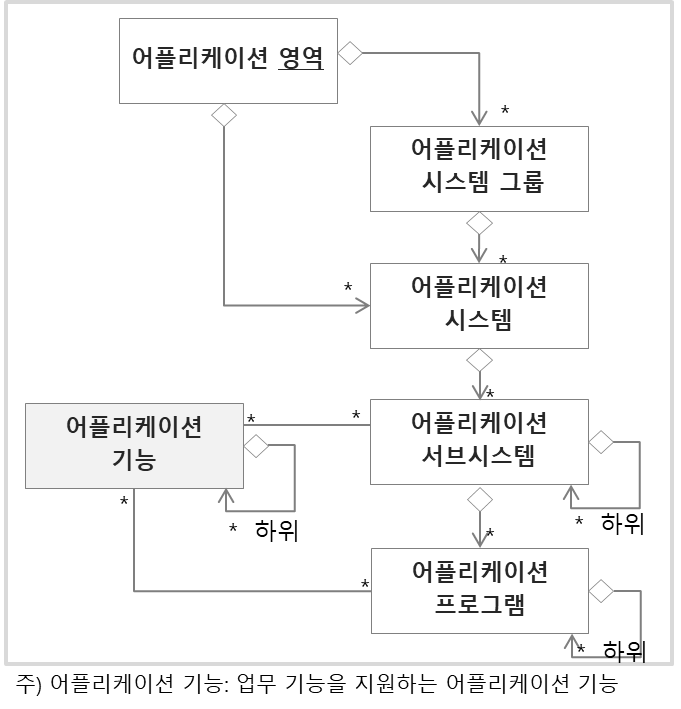 어플리케이션 영역
*
어플리케이션
시스템 그룹
*
어플리케이션
시스템
*
*
어플리케이션
기능
*
*
어플리케이션
서브시스템
* 하위
* 하위
*
*
*
어플리케이션
프로그램
* 하위
주) 어플리케이션 기능: 업무 기능을 지원하는 어플리케이션 기능